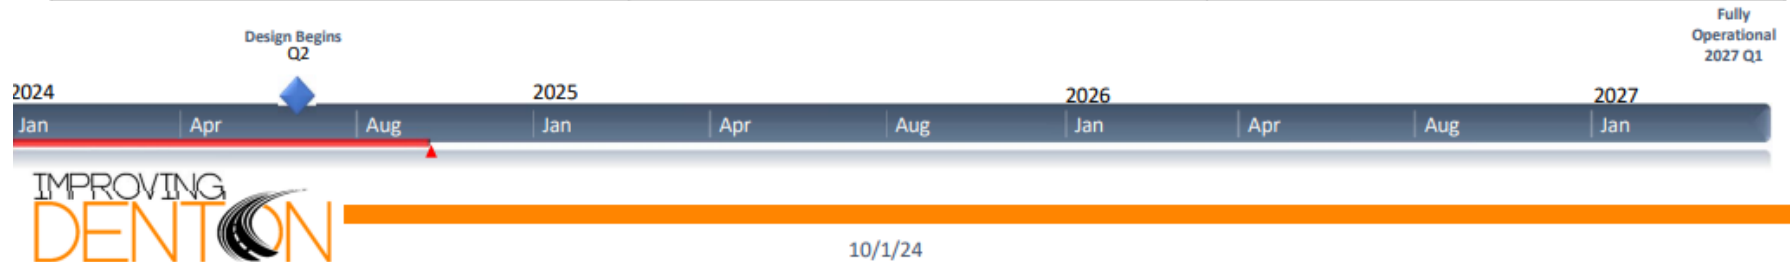 Design Begins
Q2
Fully
Operational
2027 Q1
2024
2025
2026
2027
Jan
Apr
Aug
Jan
Apr
Aug
Jan
Apr
Aug
Jan
IMPROVING
DENTON
10/1/24